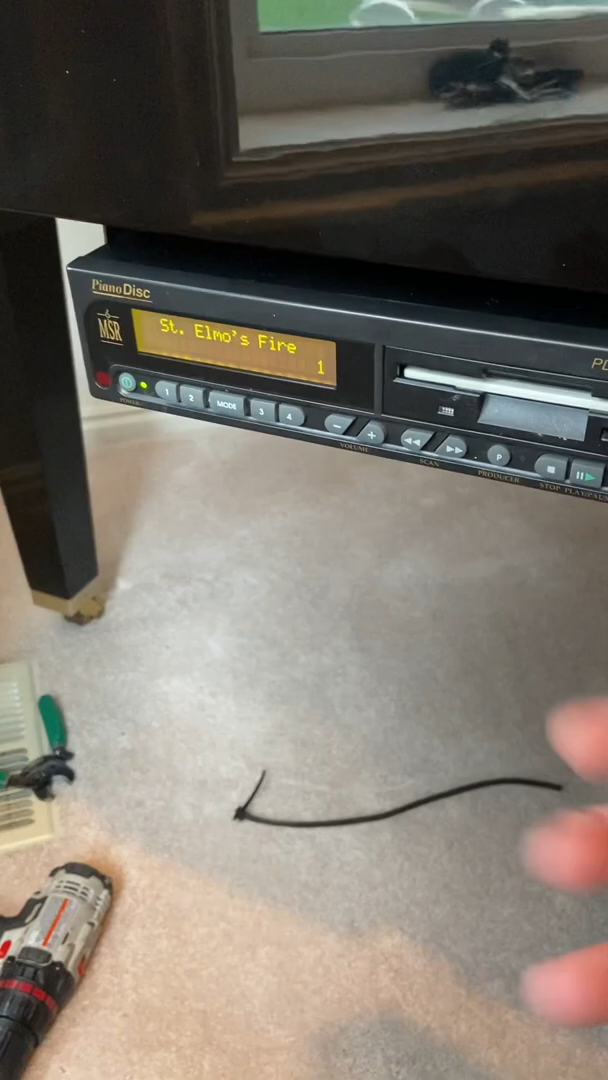 PianoDisc
MSR
St. Elmo's Fire
1
POWER
1 2 MODE 3 4
VOLUME
SCAN
P
PRODUCER
STOP